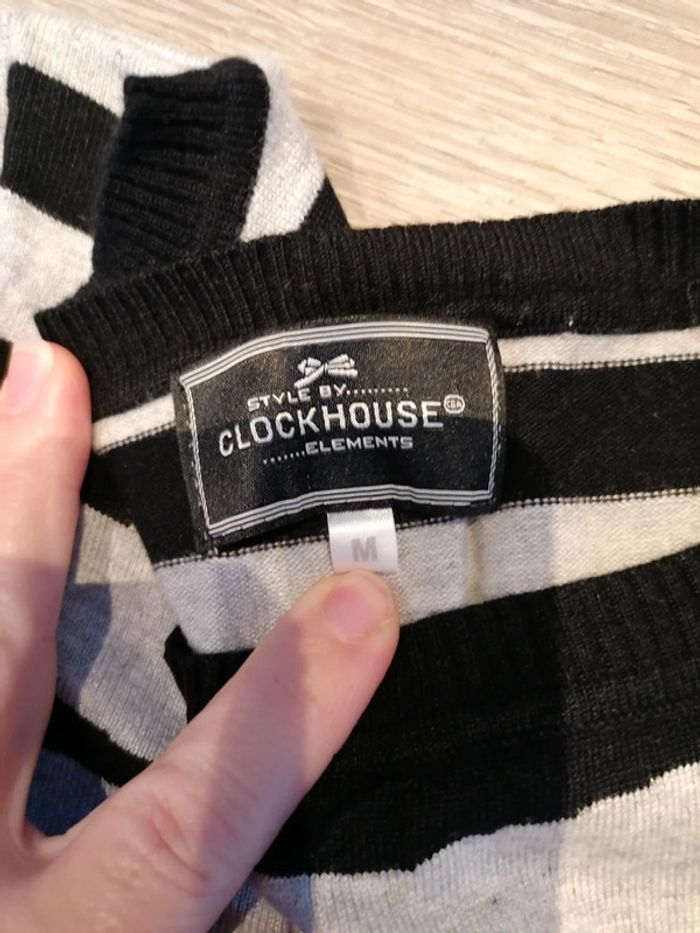 STYLE BY.........
CLOCKHOUSE C&A
.......ELEMENTS
M